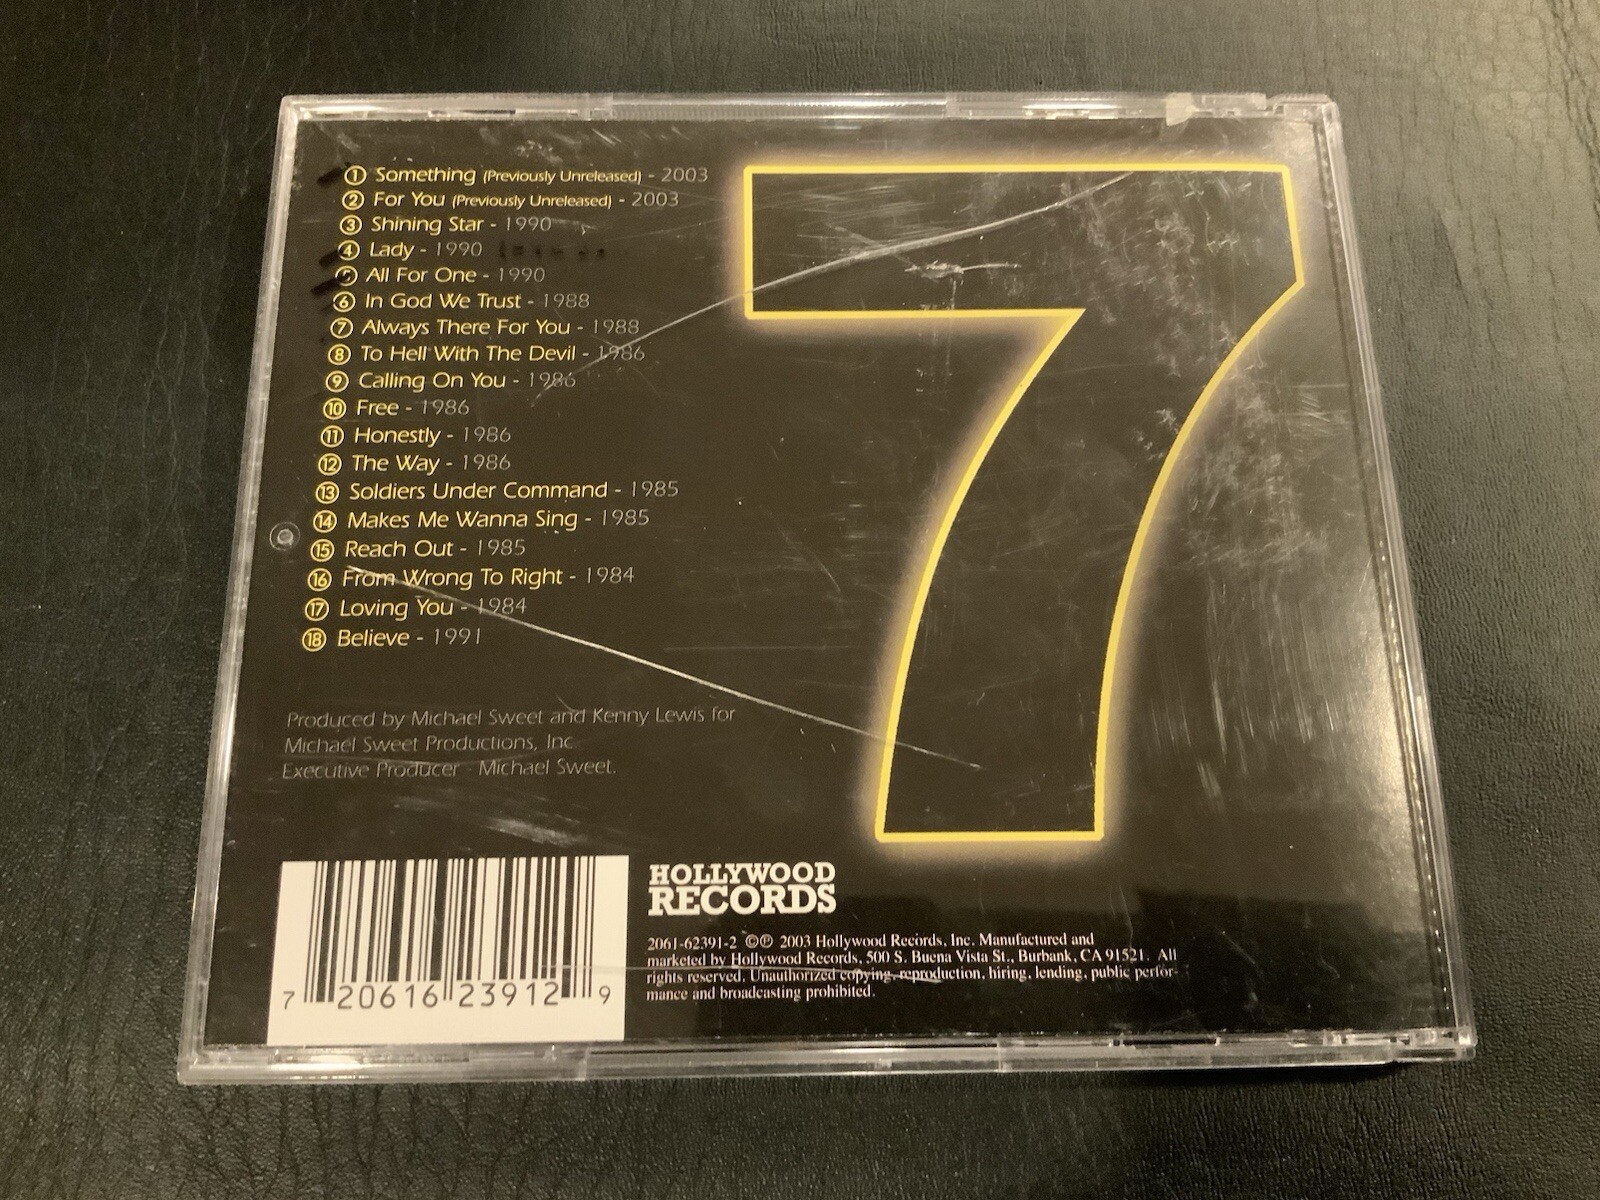 ① Something (Previously Unreleased) - 2003
② For You (Previously Unreleased) - 2003
③ Shining Star - 1990
④ Lady - 1990
⑤ All For One - 1990
⑥ In God We Trust - 1988
⑦ Always There For You - 1988
⑧ To Hell With The Devil - 1986
⑨ Calling On You - 1986
⑩ Free - 1986
⑪ Honestly - 1986
⑫ The Way - 1986
⑬ Soldiers Under Command - 1985
⑭ Makes Me Wanna Sing - 1985
⑮ Reach Out - 1985
⑯ From Wrong To Right - 1984
⑰ Loving You - 1984
⑱ Believe - 1991
7
Produced by Michael Sweet and Kenny Lewis for
Michael Sweet Productions, Inc
Executive Producer - Michael Sweet.
7 20616 23912 9
HOLLYWOOD
RECORDS
2061-62391-2 ©℗ 2003 Hollywood Records, Inc. Manufactured and
marketed by Hollywood Records, 500 S. Buena Vista St., Burbank, CA 91521. All
rights reserved. Unauthorized copying, reproduction, hiring, lending, public perfor-
mance and broadcasting prohibited.